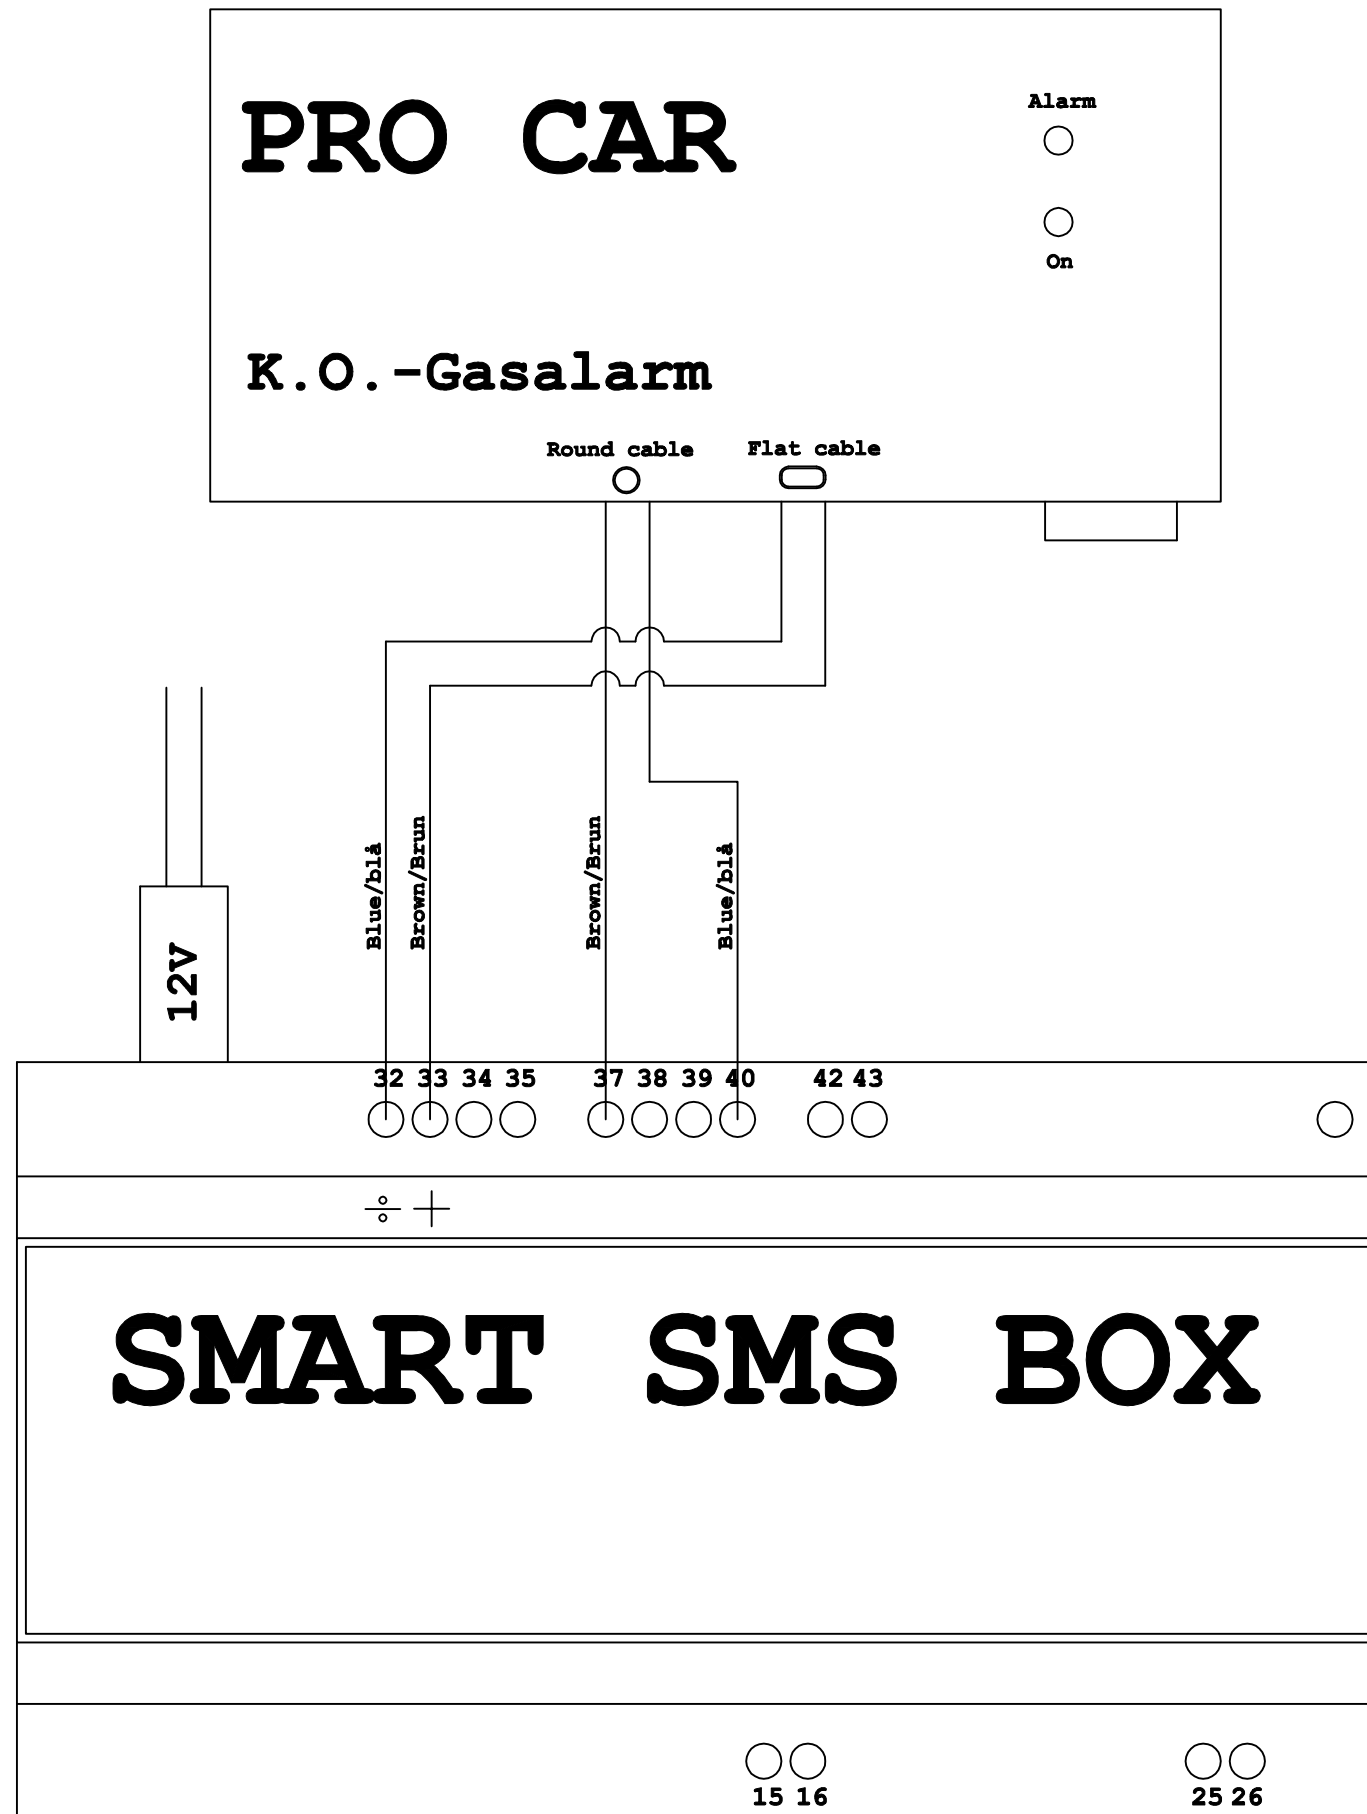 PRO CAR
Alarm
On
K.O.-Gasalarm
Round cable
Flat cable
Blue/blå
Brown/Brun
Brown/Brun
Blue/blå
12V
32 33 34 35 37 38 39 40 42 43
÷ +
SMART SMS BOX
15 16 25 26